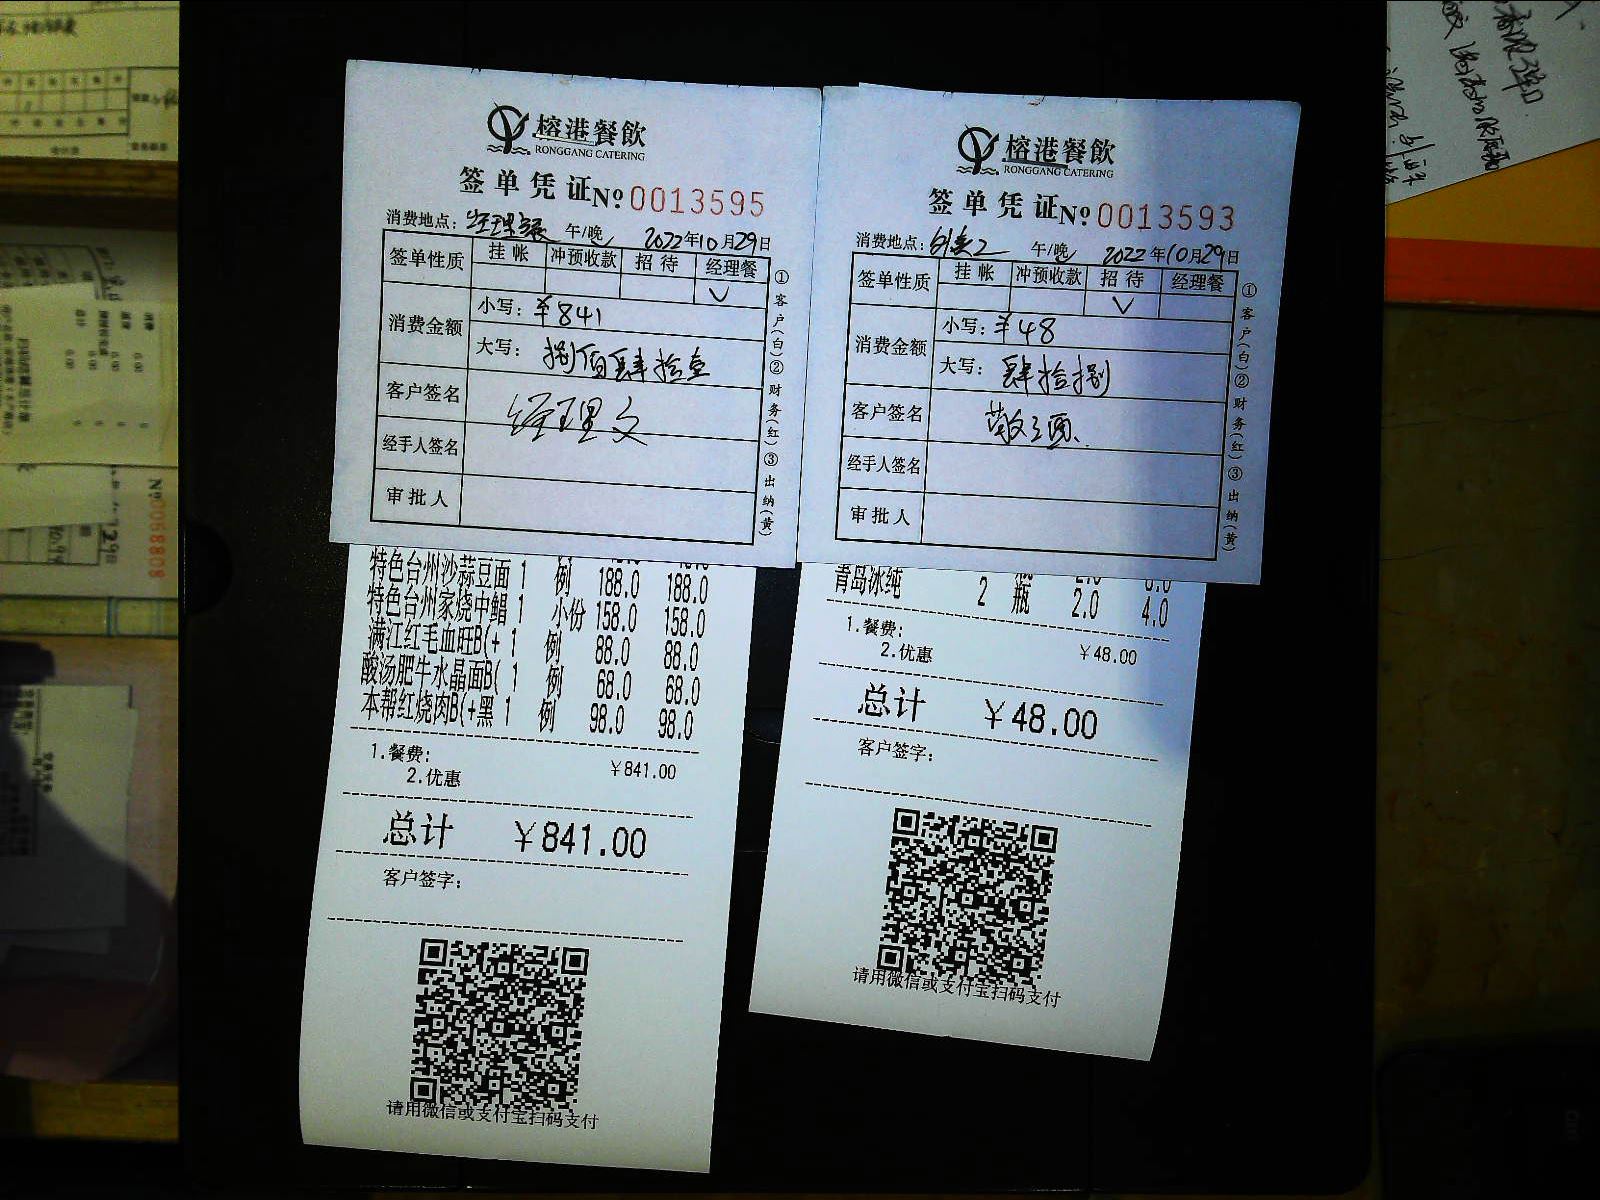 榕港餐飲
RONGGANG CATERING
签单凭证 № 0013595
消费地点: 午/晚 2022年10月29日
签单性质 挂帐 冲预收款 招待 经理餐
✓
消费金额 小写: ¥841
大写: 捌佰肆拾壹
客户签名 经理文
经手人签名
审批人
①客户(白)②财务(红)③出纳(黄)
特色台州沙蒜豆面 1 例 188.0 188.0
特色台州家烧中鲳 1 小份 158.0 158.0
满江红毛血旺B(+ 1 例 88.0 88.0
酸汤肥牛水晶面B( 1 例 68.0 68.0
本帮红烧肉B(+黑 1 例 98.0 98.0
1.餐费: ¥841.00
2.优惠
总计 ¥841.00
客户签字:
请用微信或支付宝扫码支付
榕港餐飲
RONGGANG CATERING
签单凭证 № 0013593
消费地点: 午/晚 2022年10月29日
签单性质 挂帐 冲预收款 招待 经理餐
✓
消费金额 小写: ¥48
大写: 肆拾捌
客户签名 敬酒
经手人签名
审批人
①客户(白)②财务(红)③出纳(黄)
青岛冰纯 2 瓶 2.0 4.0
1.餐费: ¥48.00
2.优惠
总计 ¥48.00
客户签字:
请用微信或支付宝扫码支付